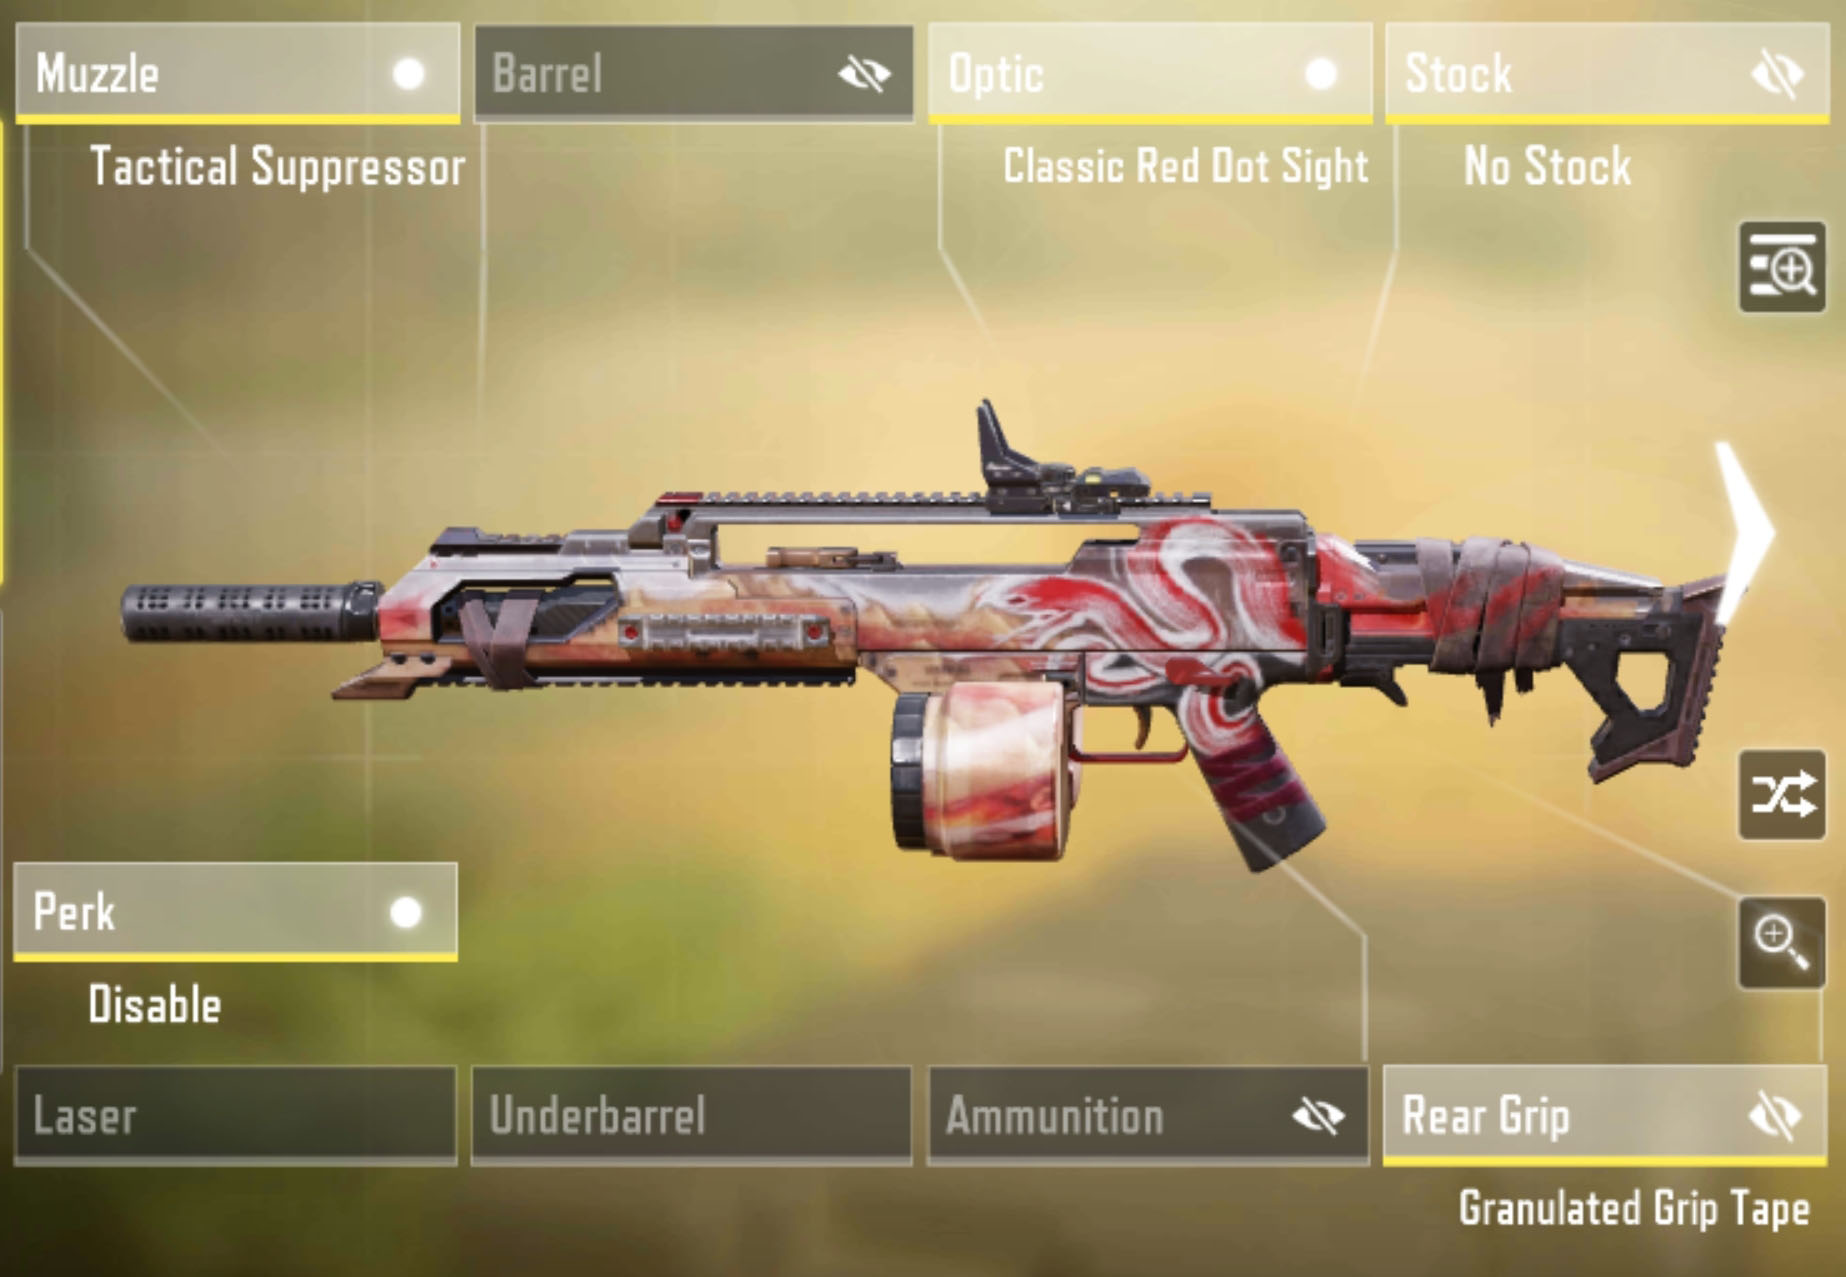 Muzzle
Barrel
Optic
Stock
Tactical Suppressor
Classic Red Dot Sight
No Stock
Perk
Disable
Laser
Underbarrel
Ammunition
Rear Grip
Granulated Grip Tape